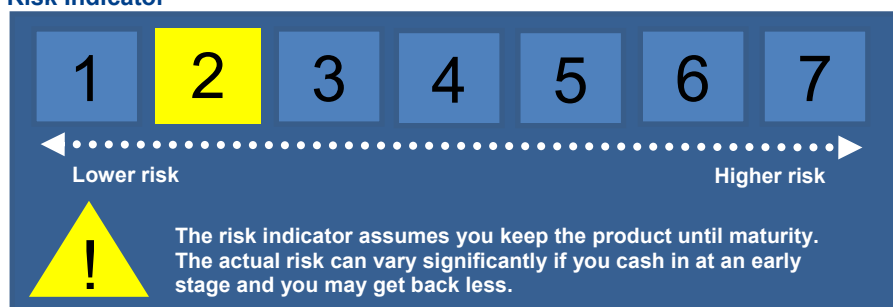 Risk Indicator
1 2 3 4 5 6 7
Lower risk Higher risk
!
The risk indicator assumes you keep the product until maturity.
The actual risk can vary significantly if you cash in at an early
stage and you may get back less.